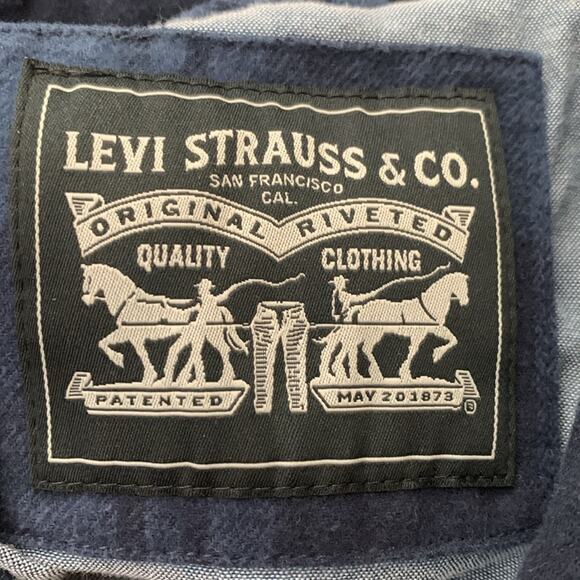 LEVI STRAUSS & CO.
SAN FRANCISCO
CAL.
ORIGINAL RIVETED
QUALITY CLOTHING
PATENTED MAY 20 1873 ®